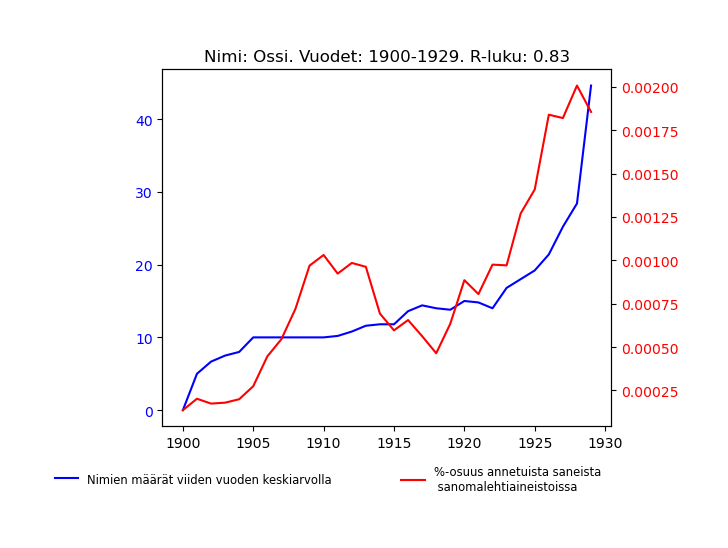 Nimi: Ossi. Vuodet: 1900-1929. R-luku: 0.83
40
30
20
10
0
0.00200
0.00175
0.00150
0.00125
0.00100
0.00075
0.00050
0.00025
1900 1905 1910 1915 1920 1925 1930
Nimien määrät viiden vuoden keskiarvolla
%-osuus annetuista saneista
sanomalehtiaineistoissa